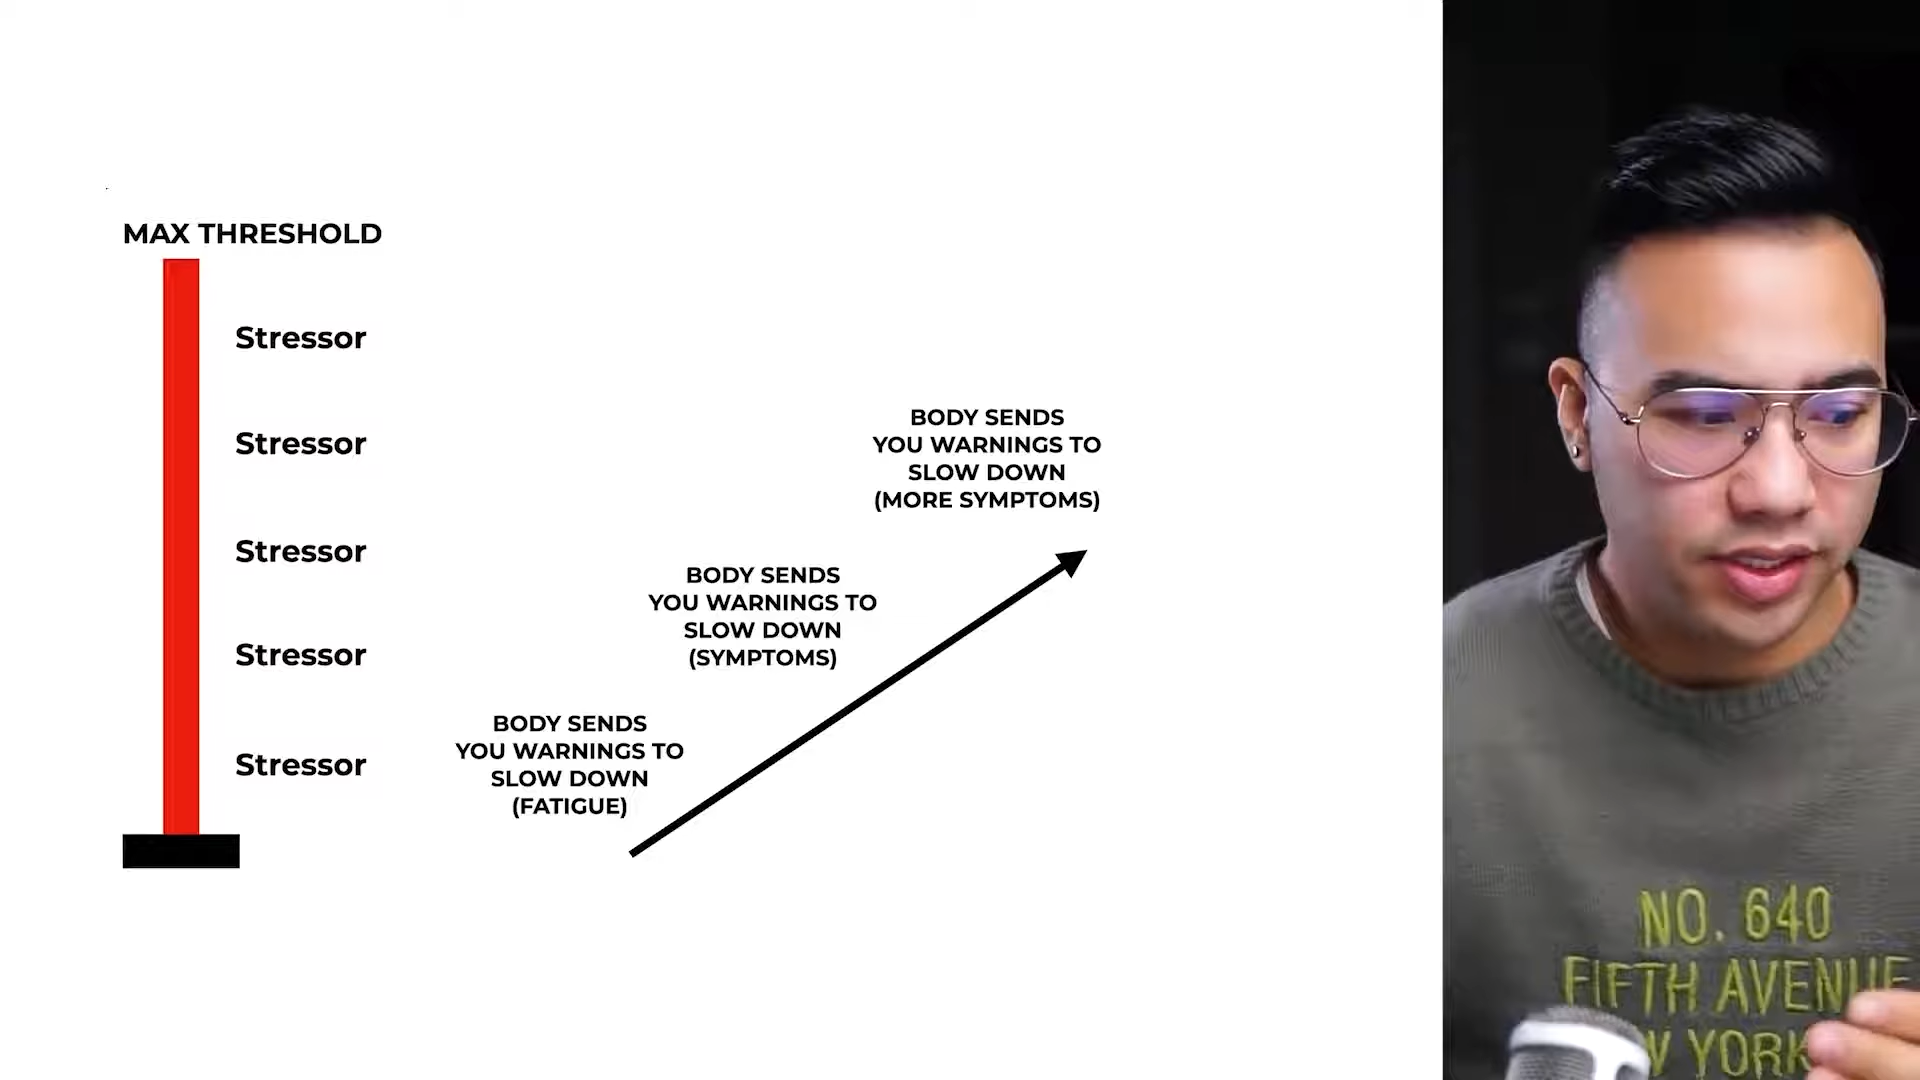 MAX THRESHOLD
Stressor
Stressor
Stressor
Stressor
Stressor
BODY SENDS
YOU WARNINGS TO
SLOW DOWN
(FATIGUE)
BODY SENDS
YOU WARNINGS TO
SLOW DOWN
(SYMPTOMS)
BODY SENDS
YOU WARNINGS TO
SLOW DOWN
(MORE SYMPTOMS)
NO. 640
FIFTH AVENUE
W YORK